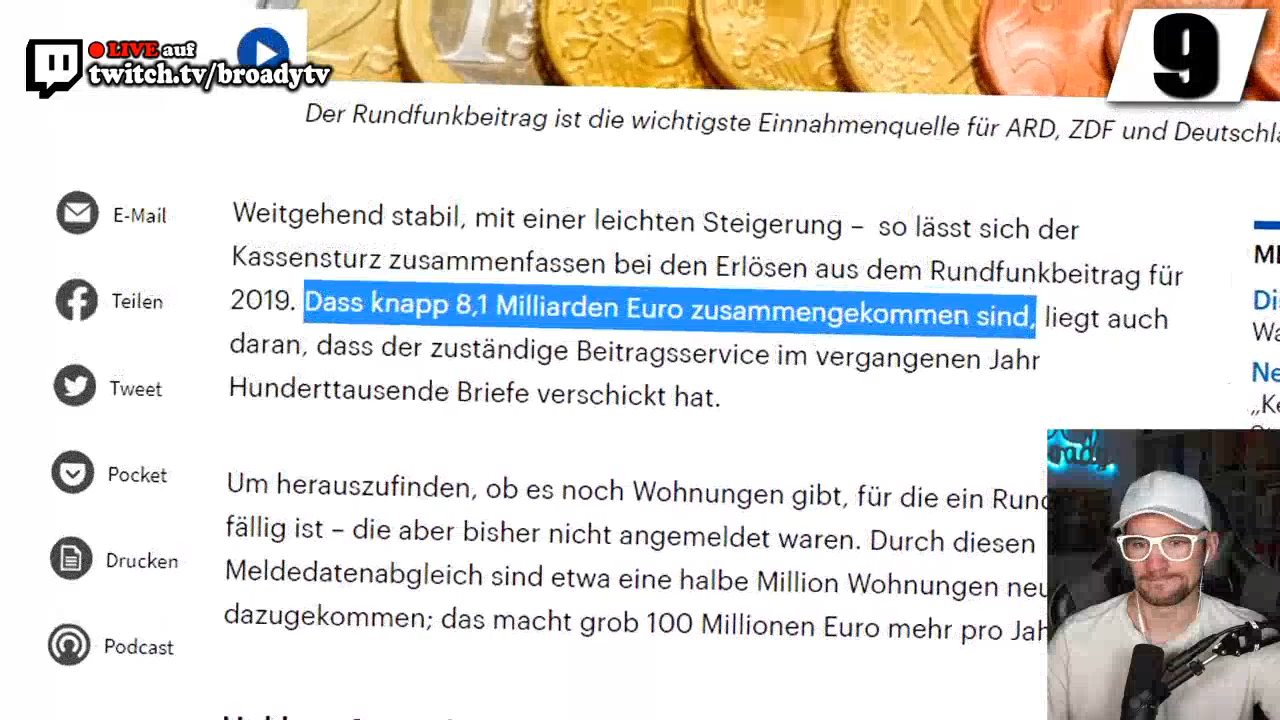 LIVE auf
twitch.tv/broadytv
9
Der Rundfunkbeitrag ist die wichtigste Einnahmenquelle für ARD, ZDF und
E-Mail
Teilen
Tweet
Pocket
Drucken
Podcast
Weitgehend stabil, mit einer leichten Steigerung – so lässt sich der
Kassensturz zusammenfassen bei den Erlösen aus dem Rundfunkbeitrag für
2019. Dass knapp 8,1 Milliarden Euro zusammengekommen sind, liegt auch
daran, dass der zuständige Beitragsservice im vergangenen Jahr
Hunderttausende Briefe verschickt hat.
Um herauszufinden, ob es noch Wohnungen gibt, für die ein
fällig ist – die aber bisher nicht angemeldet waren. Durch diesen
Meldedatenabgleich sind etwa eine halbe Million Wohnungen neu
dazugekommen; das macht grob 100 Millionen Euro mehr pro